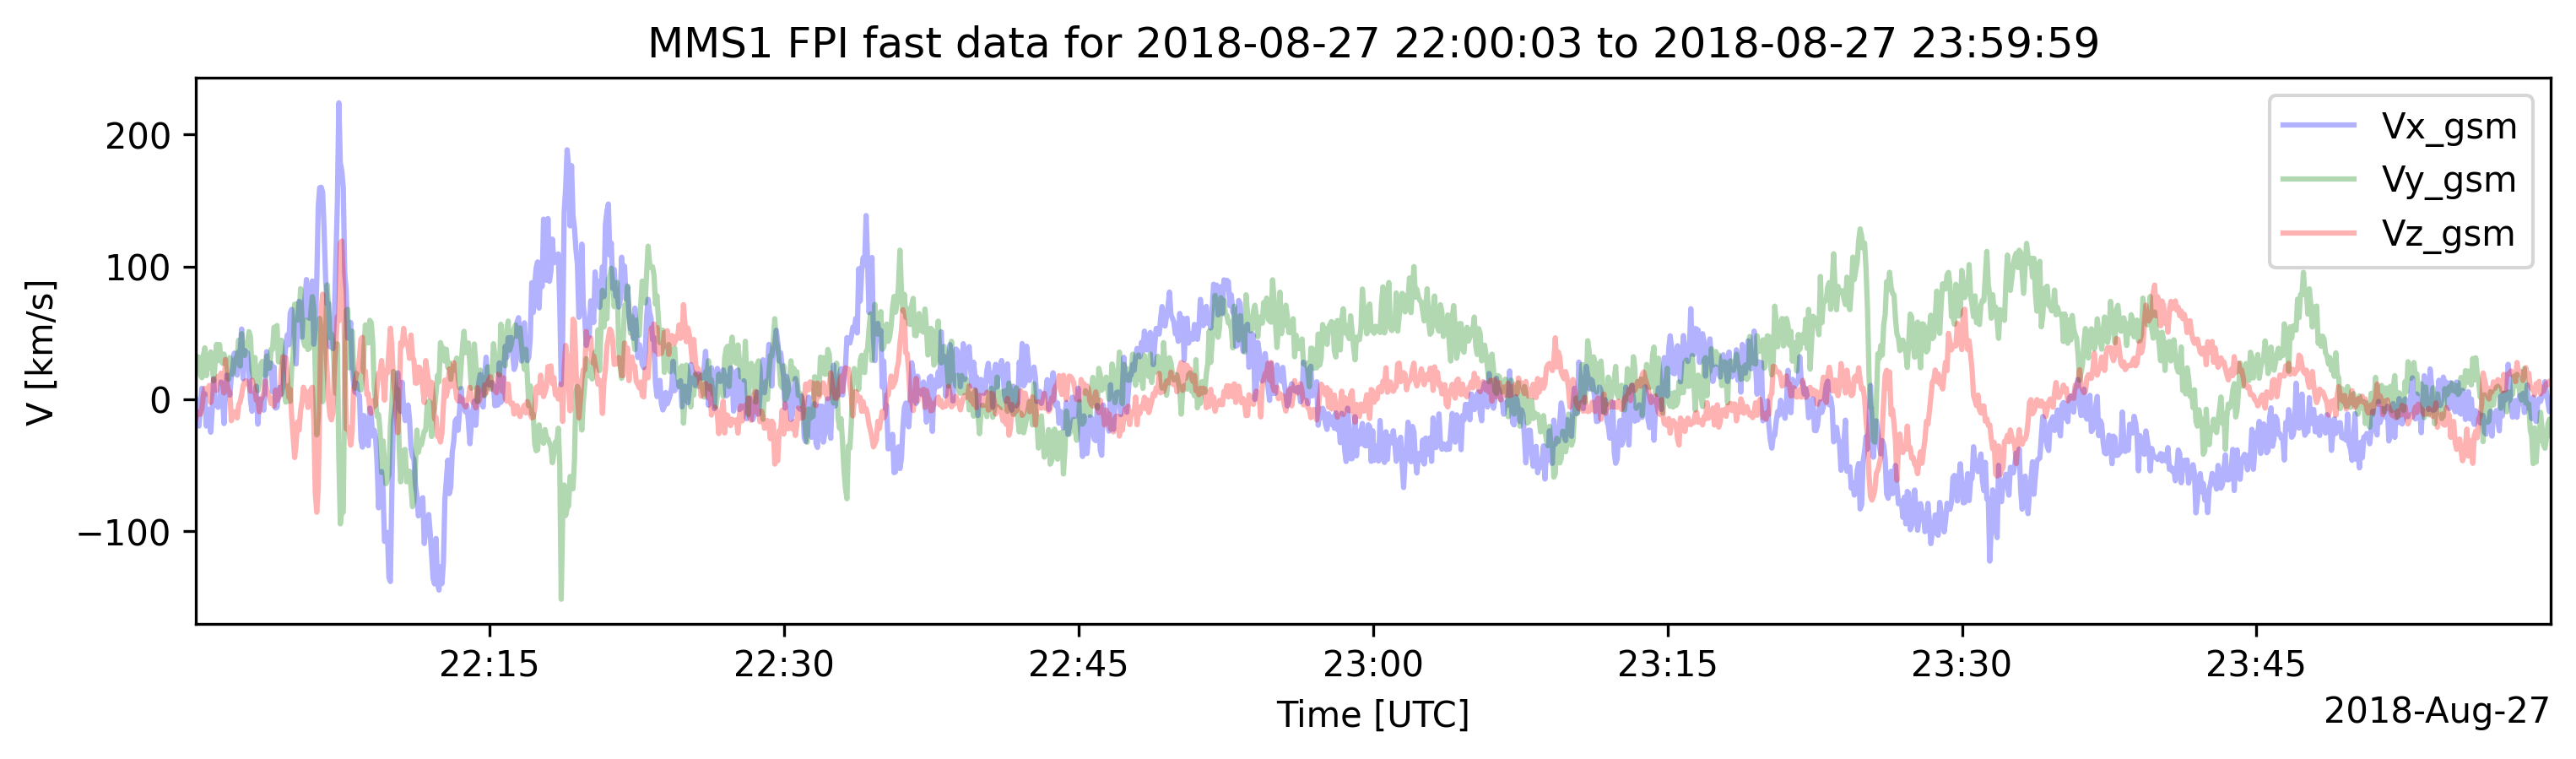 MMS1 FPI fast data for 2018-08-27 22:00:03 to 2018-08-27 23:59:59
Vx_gsm
Vy_gsm
Vz_gsm
V [km/s]
200
100
0
−100
22:15 22:30 22:45 23:00 23:15 23:30 23:45
Time [UTC]
2018-Aug-27